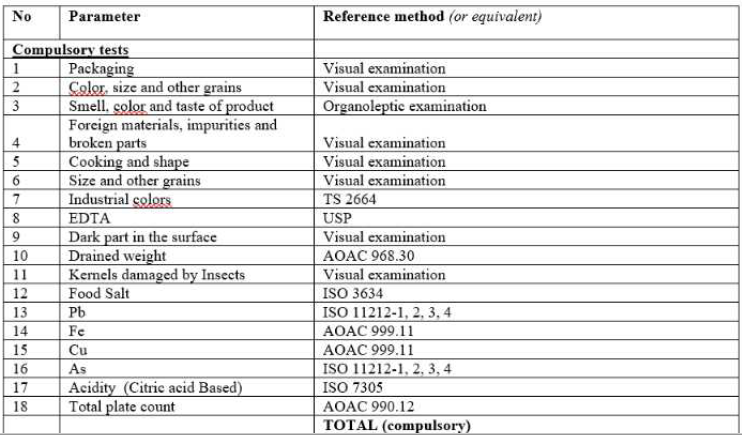 No Parameter Reference method (or equivalent)
Compulsory tests
1 Packaging Visual examination
2 Color, size and other grains Visual examination
3 Smell, color and taste of product Organoleptic examination
Foreign materials, impurities and
4 broken parts Visual examination
5 Cooking and shape Visual examination
6 Size and other grains Visual examination
7 Industrial colors TS 2664
8 EDTA USP
9 Dark part in the surface Visual examination
10 Drained weight AOAC 968.30
11 Kernels damaged by Insects Visual examination
12 Food Salt ISO 3634
13 Pb ISO 11212-1, 2, 3, 4
14 Fe AOAC 999.11
15 Cu AOAC 999.11
16 As ISO 11212-1, 2, 3, 4
17 Acidity (Citric acid Based) ISO 7305
18 Total plate count AOAC 990.12
TOTAL (compulsory)